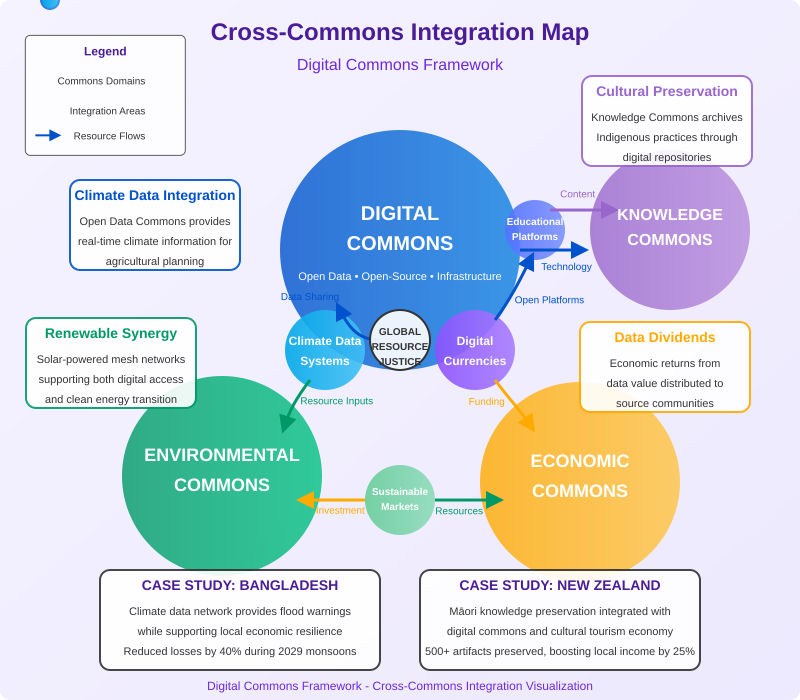 Cross-Commons Integration Map
Digital Commons Framework
Legend
Commons Domains
Integration Areas
Resource Flows
Cultural Preservation
Knowledge Commons archives
Indigenous practices through
digital repositories
Climate Data Integration
Open Data Commons provides
real-time climate information for
agricultural planning
DIGITAL
COMMONS
Open Data • Open-Source • Infrastructure
Content
Educational
Platforms
KNOWLEDGE
COMMONS
Technology
Data Sharing
Open Platforms
Renewable Synergy
Solar-powered mesh networks
supporting both digital access
and clean energy transition
Climate Data
Systems
GLOBAL
RESOURCE
JUSTICE
Digital
Currencies
Data Dividends
Economic returns from
data value distributed to
source communities
Resource Inputs
Funding
ENVIRONMENTAL
COMMONS
ECONOMIC
COMMONS
Sustainable
Markets
Investment
Resources
CASE STUDY: BANGLADESH
Climate data network provides flood warnings
while supporting local economic resilience
Reduced losses by 40% during 2029 monsoons
CASE STUDY: NEW ZEALAND
Māori knowledge preservation integrated with
digital commons and cultural tourism economy
500+ artifacts preserved, boosting local income by 25%
Digital Commons Framework - Cross-Commons Integration Visualization